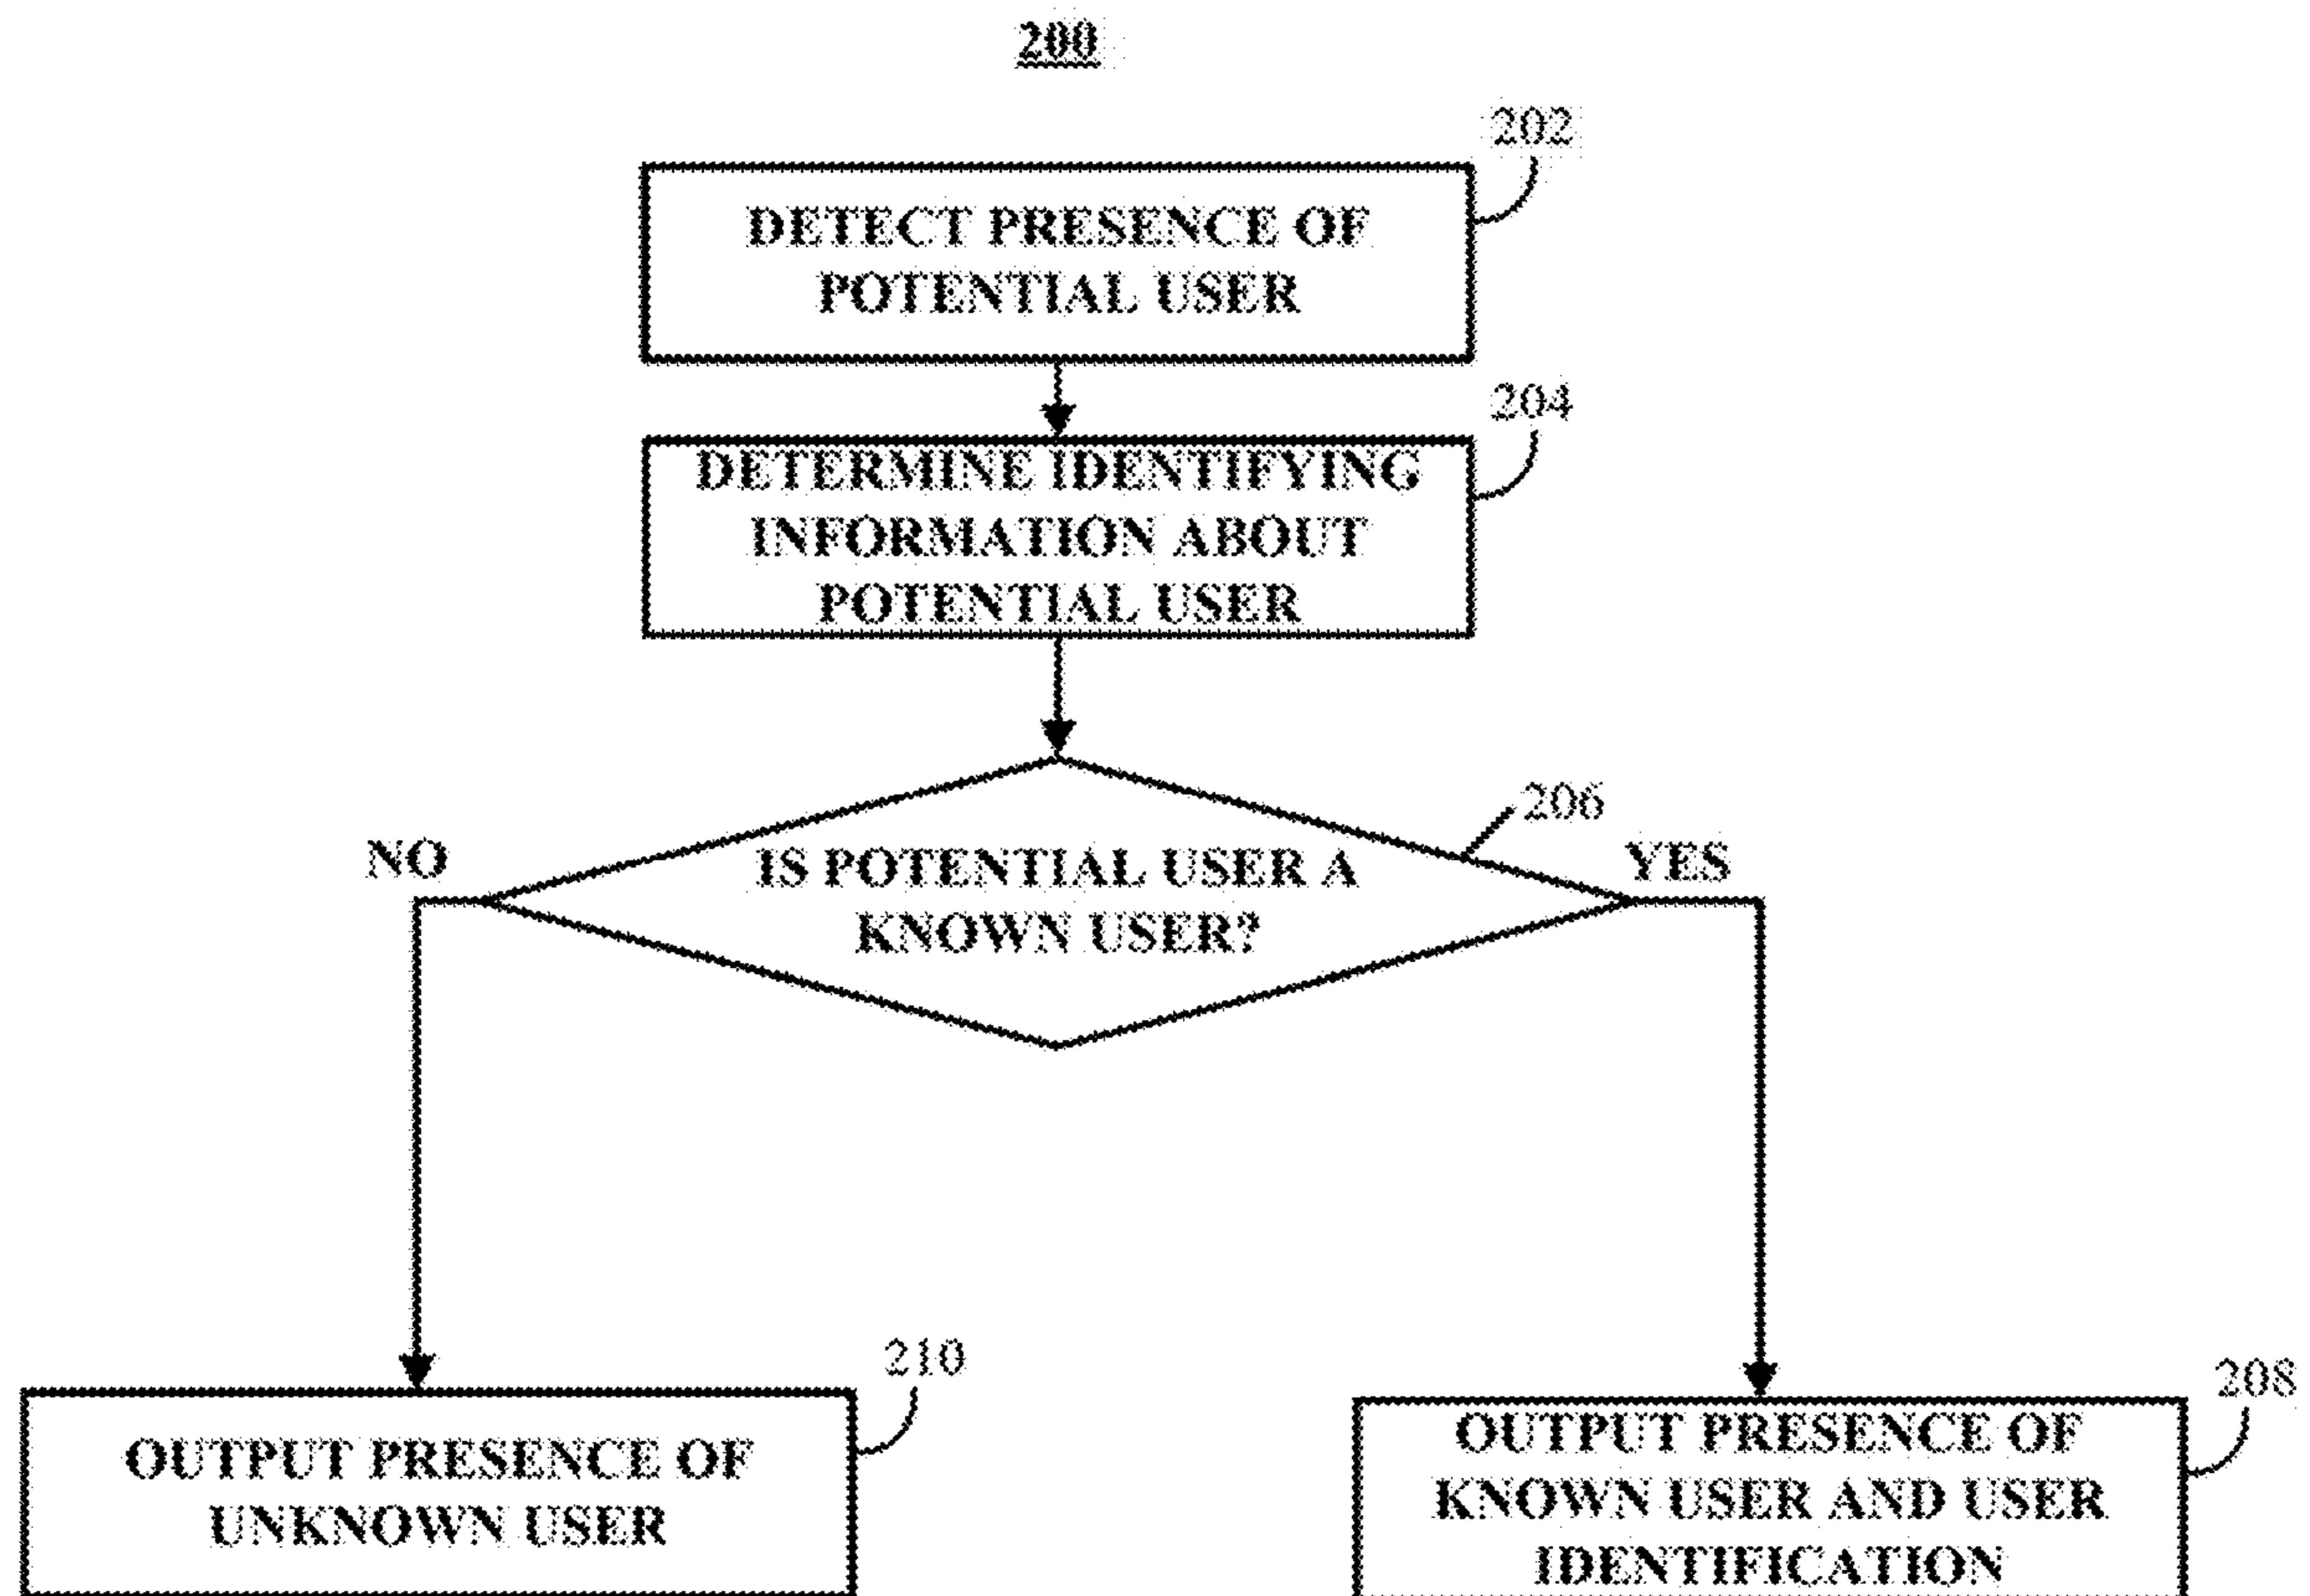 200
202
DETECT PRESENCE OF
POTENTIAL USER
204
DETERMINE IDENTIFYING
INFORMATION ABOUT
POTENTIAL USER
206
NO
YES
IS POTENTIAL USER A
KNOWN USER?
210
OUTPUT PRESENCE OF
UNKNOWN USER
208
OUTPUT PRESENCE OF
KNOWN USER AND USER
IDENTIFICATION